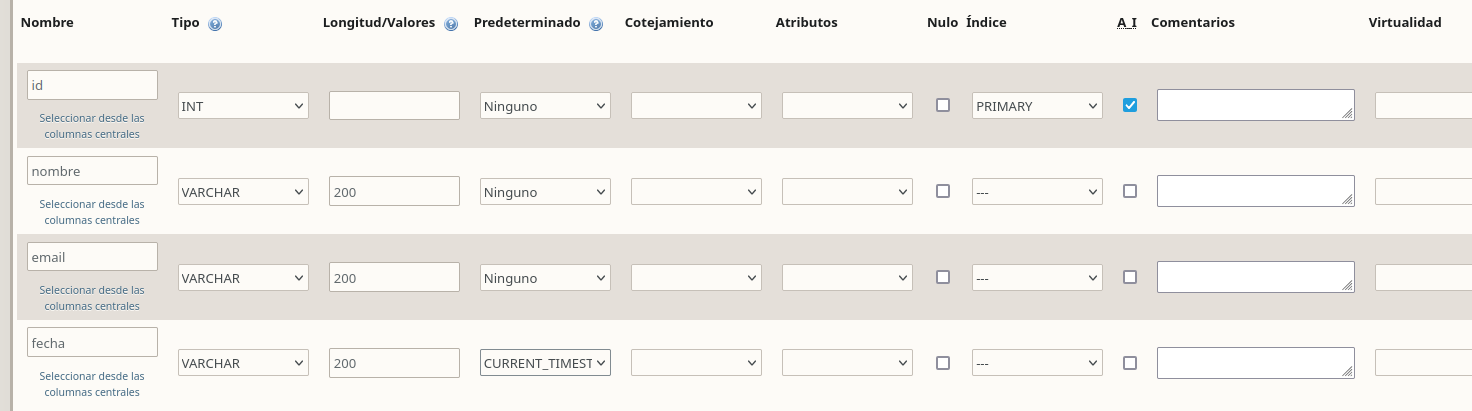 Nombre Tipo Longitud/Valores Predeterminado Cotejamiento Atributos Nulo Índice A_I Comentarios Virtualidad
id INT Ninguno PRIMARY
Seleccionar desde las
columnas centrales
nombre VARCHAR 200 Ninguno ---
Seleccionar desde las
columnas centrales
email VARCHAR 200 Ninguno ---
Seleccionar desde las
columnas centrales
fecha VARCHAR 200 CURRENT_TIMEST ---
Seleccionar desde las
columnas centrales